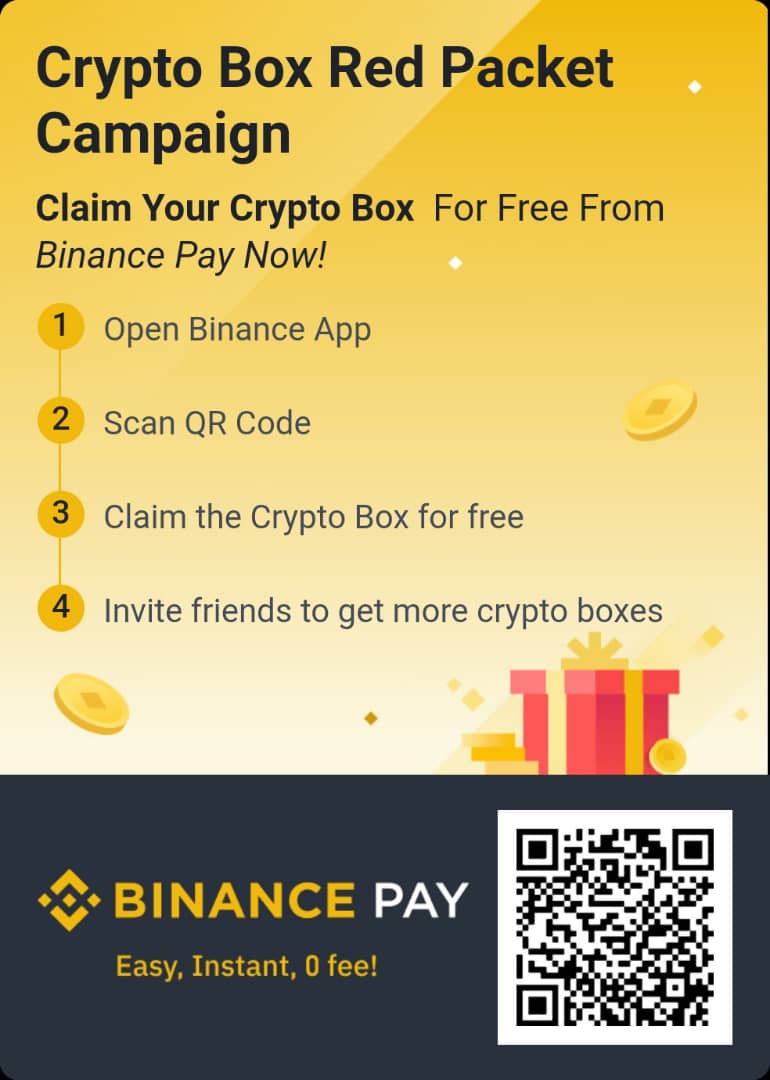 Crypto Box Red Packet
Campaign
Claim Your Crypto Box For Free From
Binance Pay Now!
1 Open Binance App
2 Scan QR Code
3 Claim the Crypto Box for free
4 Invite friends to get more crypto boxes
BINANCE PAY
Easy, Instant, 0 fee!